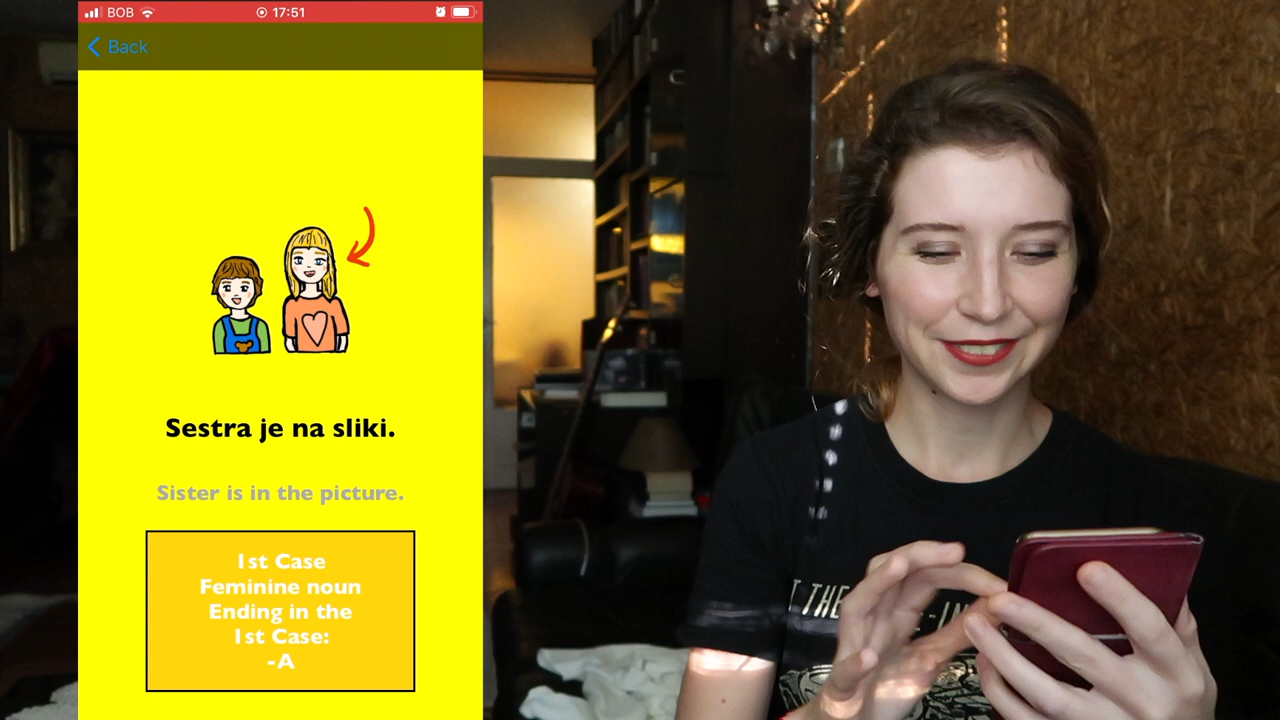 BOB 17:51
Back
Sestra je na sliki.
Sister is in the picture.
1st Case
Feminine noun
Ending in the
1st Case:
-A
T THE